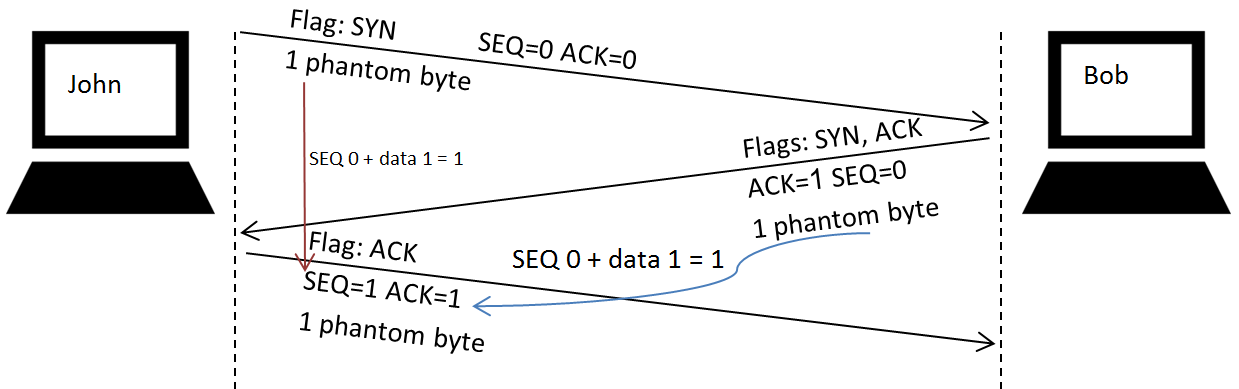 John
Flag: SYN
SEQ=0 ACK=0
1 phantom byte
Bob
SEQ 0 + data 1 = 1
Flags: SYN, ACK
ACK=1 SEQ=0
1 phantom byte
Flag: ACK
SEQ 0 + data 1 = 1
SEQ=1 ACK=1
1 phantom byte